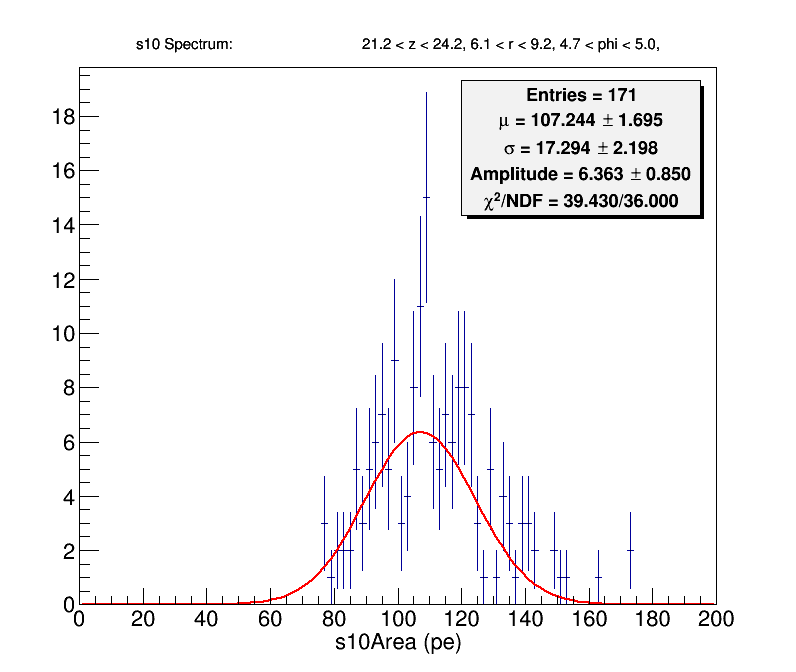 s10 Spectrum: 21.2 < z < 24.2, 6.1 < r < 9.2, 4.7 < phi < 5.0,
Entries = 171
μ = 107.244 ± 1.695
σ = 17.294 ± 2.198
Amplitude = 6.363 ± 0.850
χ²/NDF = 39.430/36.000
18
16
14
12
10
8
6
4
2
0
0 20 40 60 80 100 120 140 160 180 200
s10Area (pe)